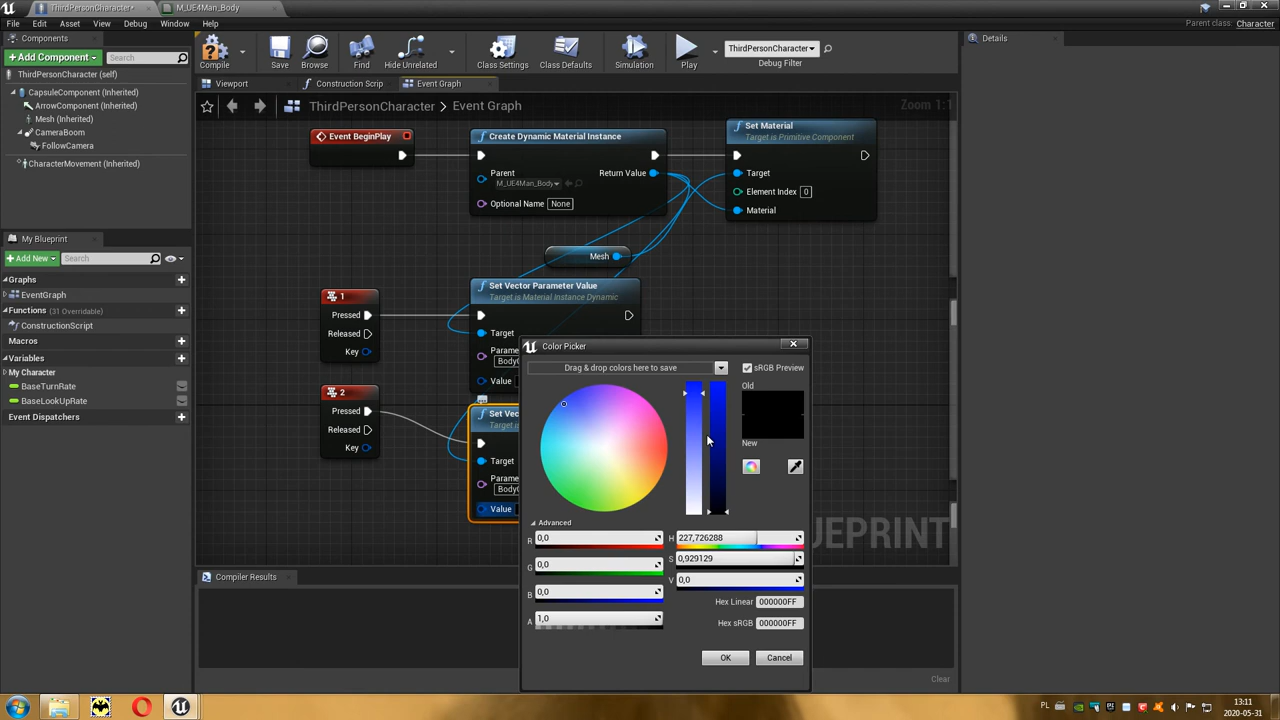 ThirdPersonCharacter*
M_UE4Man_Body
File Edit Asset View Debug Window Help
Parent class: Character
Components
Details
Add Component
Search
ThirdPersonCharacter (self)
CapsuleComponent (Inherited)
ArrowComponent (Inherited)
Mesh (Inherited)
CameraBoom
FollowCamera
CharacterMovement (Inherited)
Compile
Save
Browse
Find
Hide Unrelated
Class Settings
Class Defaults
Simulation
Play
ThirdPersonCharacter
Debug Filter
Viewport
Construction Scrip
Event Graph
ThirdPersonCharacter > Event Graph
Zoom 1:1
Event BeginPlay
Create Dynamic Material Instance
Parent
M_UE4Man_Body
Return Value
Optional Name None
Set Material
Target is Primitive Component
Target
Element Index 0
Material
Mesh
My Blueprint
Add New
Search
Graphs
EventGraph
Functions (31 Overridable)
ConstructionScript
Macros
Variables
My Character
BaseTurnRate
BaseLookUpRate
Event Dispatchers
1
Pressed
Released
Key
2
Pressed
Released
Key
Set Vector Parameter Value
Target is Material Instance Dynamic
Target
Value
Target
Value
BLUEPRINT
Color Picker
Drag & drop colors here to save
sRGB Preview
Old
New
Advanced
R 0,0
G 0,0
B 0,0
A 1,0
H 227,726288
S 0,929129
V 0,0
Hex Linear 000000FF
Hex sRGB 000000FF
OK
Cancel
Compiler Results
Clear
PL
13:11
2020-05-31